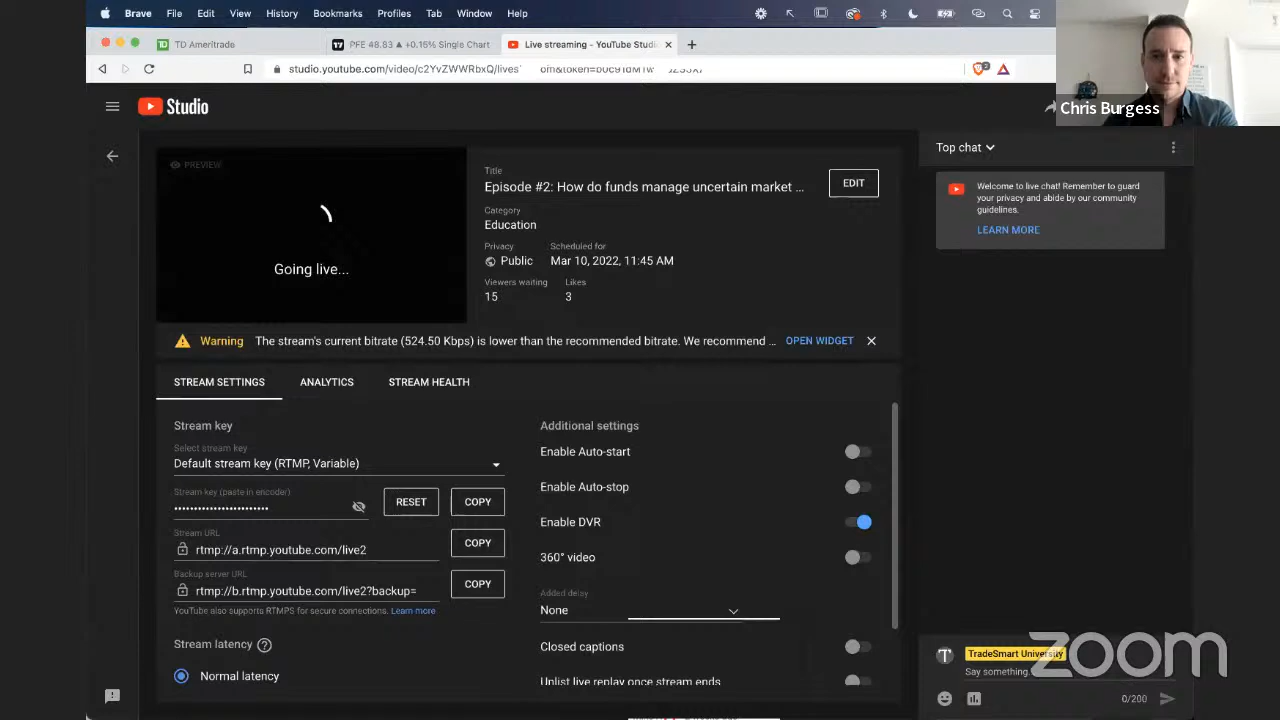 Brave File Edit View History Bookmarks Profiles Tab Window Help
TD Ameritrade
PFE 48.83 ▲ +0.15% Single Chart
Live streaming - YouTube Studi
Chris Burgess
Studio
PREVIEW
Going live...
Title
Episode #2: How do funds manage uncertain market ...
EDIT
Category
Education
Privacy
Public
Scheduled for
Mar 10, 2022, 11:45 AM
Viewers waiting
15
Likes
3
Warning The stream's current bitrate (524.50 Kbps) is lower than the recommended bitrate. We recommend ... OPEN WIDGET
STREAM SETTINGS ANALYTICS STREAM HEALTH
Stream key
Select stream key
Default stream key (RTMP, Variable)
Stream key (paste in encoder)
RESET COPY
Stream URL
rtmp://a.rtmp.youtube.com/live2
COPY
Backup server URL
rtmp://b.rtmp.youtube.com/live2?backup=
COPY
YouTube also supports RTMPS for secure connections. Learn more
Stream latency
Normal latency
Additional settings
Enable Auto-start
Enable Auto-stop
Enable DVR
360° video
Added delay
None
Closed captions
Unlist live replay once stream ends
Top chat
Welcome to live chat! Remember to guard
your privacy and abide by our community
guidelines.
LEARN MORE
TradeSmart University
Say something...
0/200
zoom